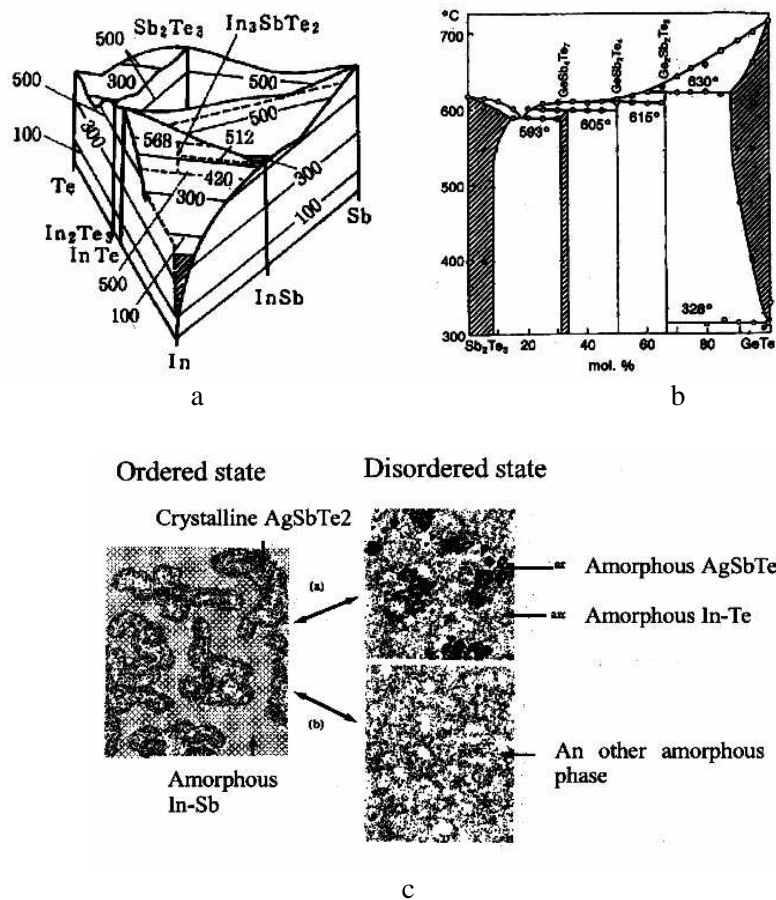 Sb₂Te₃
In₃SbTe₂
500
500
300
500
500
500
568
512
100
300
420
300
300
100
Te
Sb
In₂Te₃
InTe
500
InSb
100
In
a
°C
700
600
500
400
300
GeSb₄Te₇
GeSb₂Te₄
Ge₂Sb₂Te₅
630°
593°
605°
615°
328°
Sb₂Te₃
20
40
60
80
GeTe
mol. %
b
Ordered state
Disordered state
Crystalline AgSbTe2
(a)
Amorphous AgSbTe
Amorphous In-Te
(b)
An other amorphous
phase
Amorphous
In-Sb
c